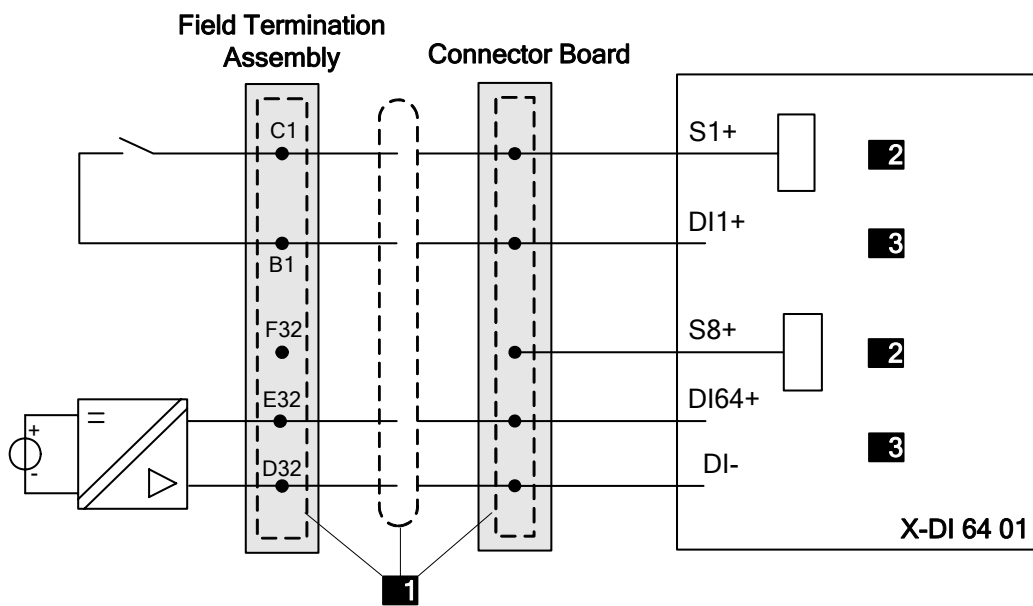 Field Termination
Assembly
Connector Board
C1
S1+
2
DI1+
3
B1
F32
S8+
2
E32
DI64+
+
=
3
D32
DI-
-
X-DI 64 01
1